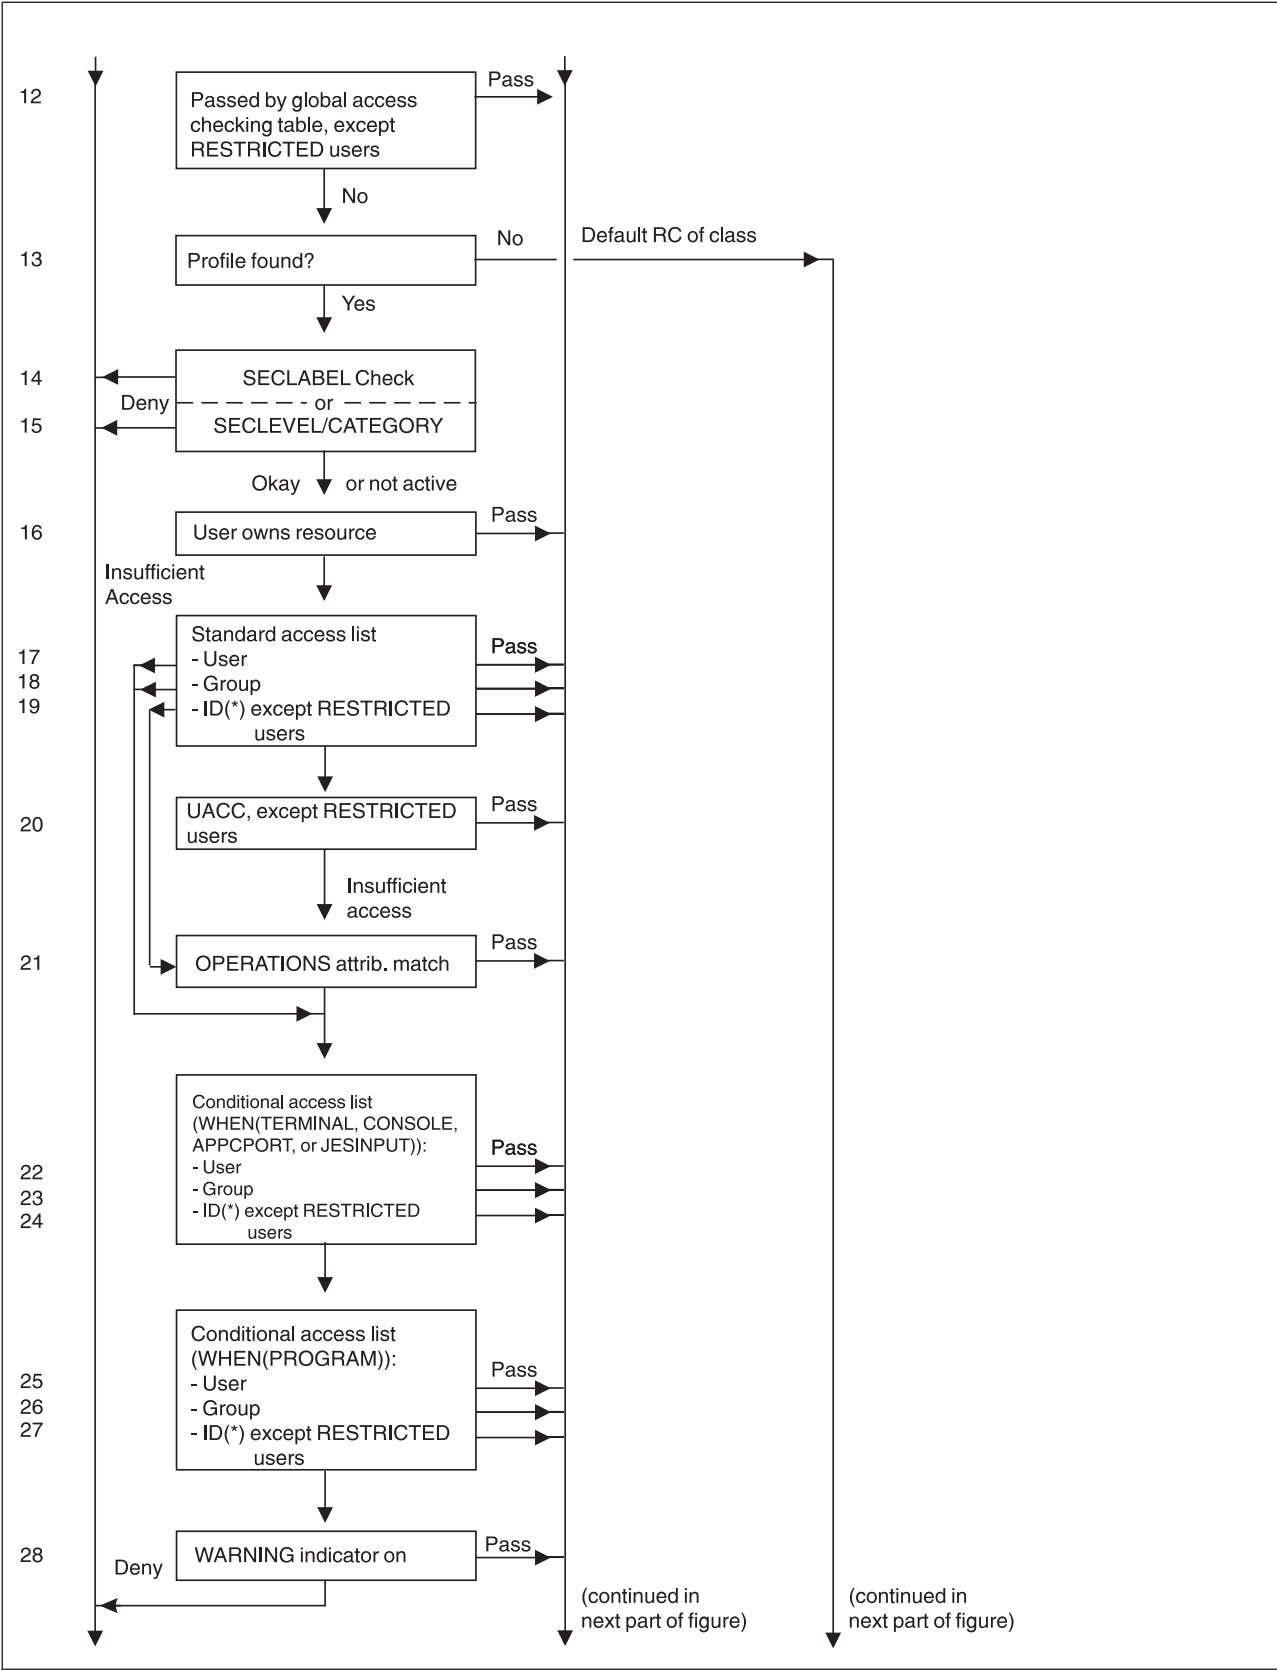 Pass
12
Passed by global access
checking table, except
RESTRICTED users
No
No
Default RC of class
13
Profile found?
Yes
14
SECLABEL Check
Deny
or
15
SECLEVEL/CATEGORY
Okay
or not active
Pass
16
User owns resource
Insufficient
Access
Standard access list
17
- User
Pass
18
- Group
19
- ID(*) except RESTRICTED
users
Pass
20
UACC, except RESTRICTED
users
Insufficient
access
Pass
21
OPERATIONS attrib. match
Conditional access list
(WHEN(TERMINAL, CONSOLE,
APPCPORT, or JESINPUT)):
Pass
22
- User
23
- Group
24
- ID(*) except RESTRICTED
users
Conditional access list
(WHEN(PROGRAM)):
Pass
25
- User
26
- Group
27
- ID(*) except RESTRICTED
users
Pass
28
WARNING indicator on
Deny
(continued in
next part of figure)
(continued in
next part of figure)